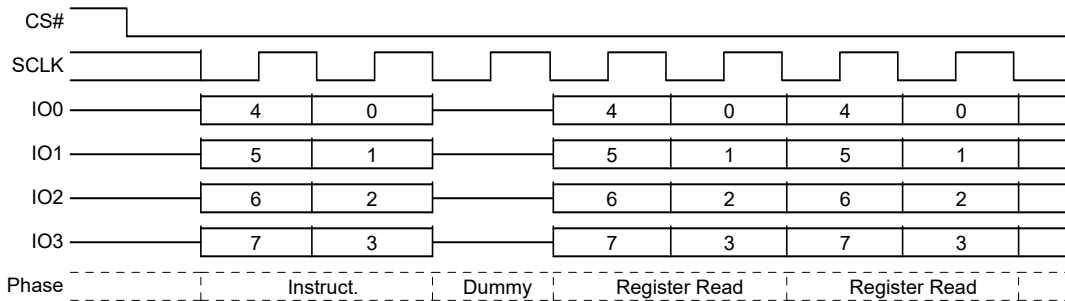 CS#
SCLK
IO0 4 0 4 0 4 0
IO1 5 1 5 1 5 1
IO2 6 2 6 2 6 2
IO3 7 3 7 3 7 3
Phase Instruct. Dummy Register Read Register Read